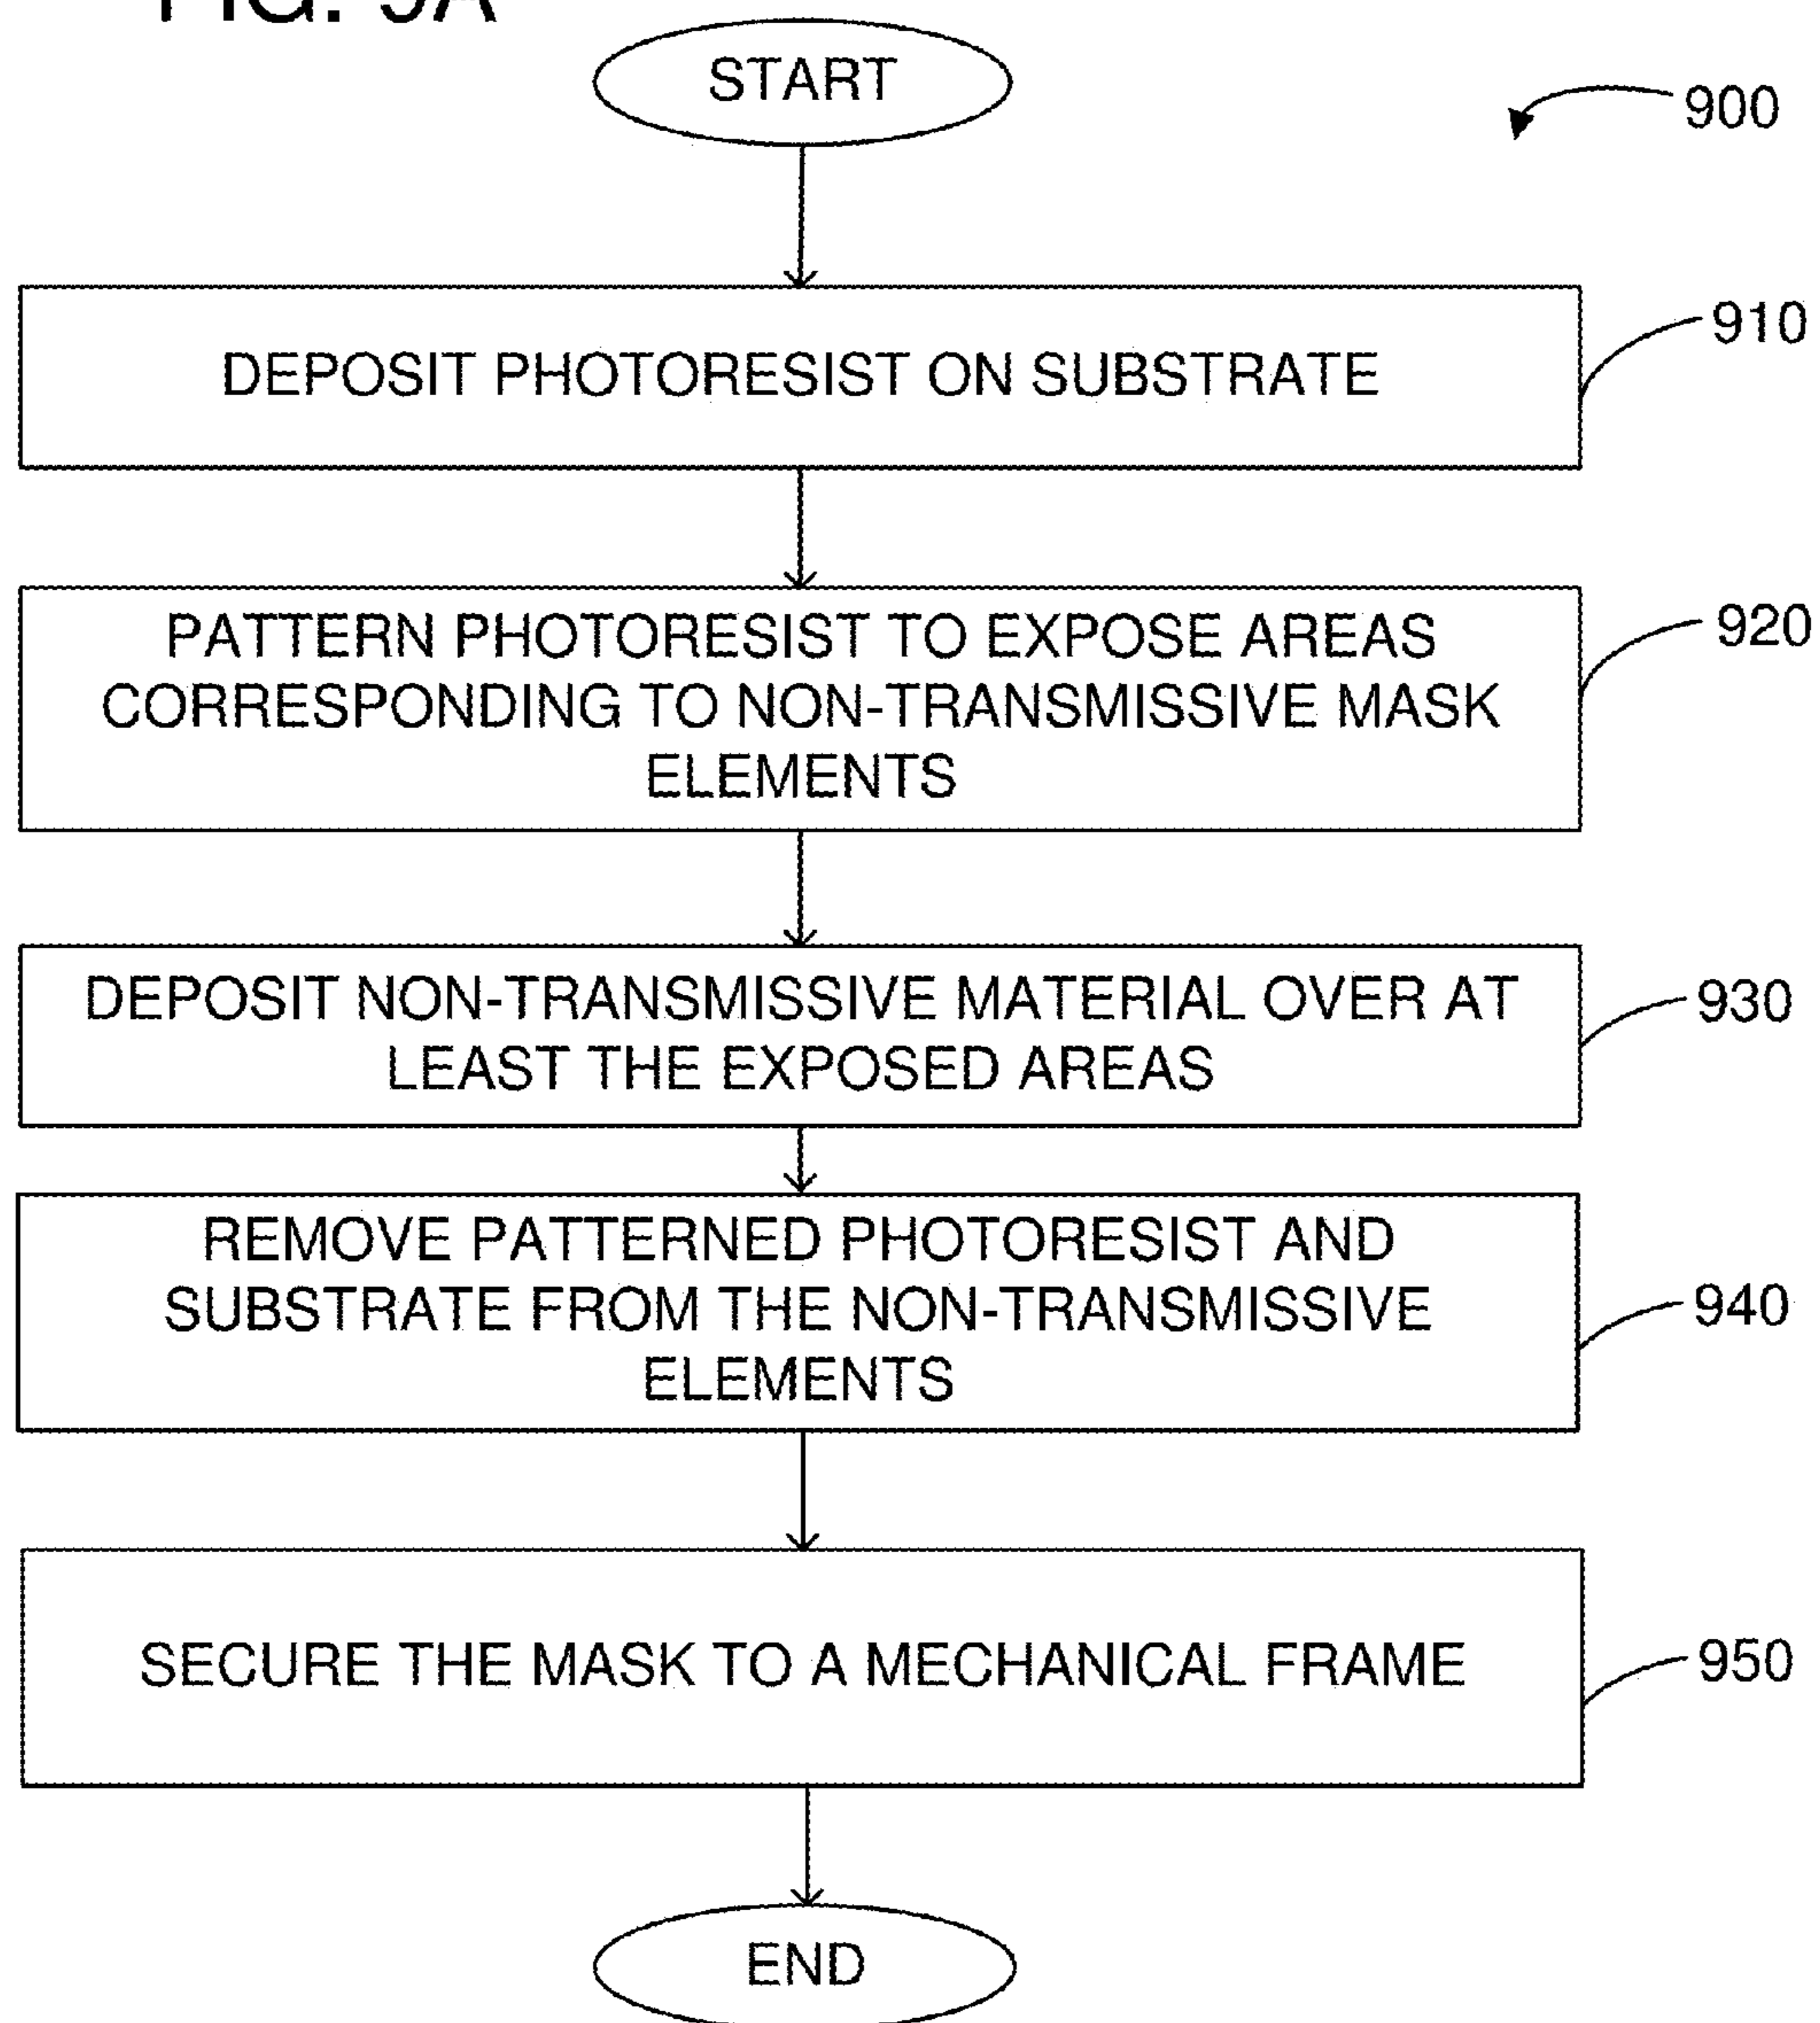 FIG. 9A
START
900
DEPOSIT PHOTORESIST ON SUBSTRATE
910
PATTERN PHOTORESIST TO EXPOSE AREAS
CORRESPONDING TO NON-TRANSMISSIVE MASK
ELEMENTS
920
DEPOSIT NON-TRANSMISSIVE MATERIAL OVER AT
LEAST THE EXPOSED AREAS
930
REMOVE PATTERNED PHOTORESIST AND
SUBSTRATE FROM THE NON-TRANSMISSIVE
ELEMENTS
940
SECURE THE MASK TO A MECHANICAL FRAME
950
END